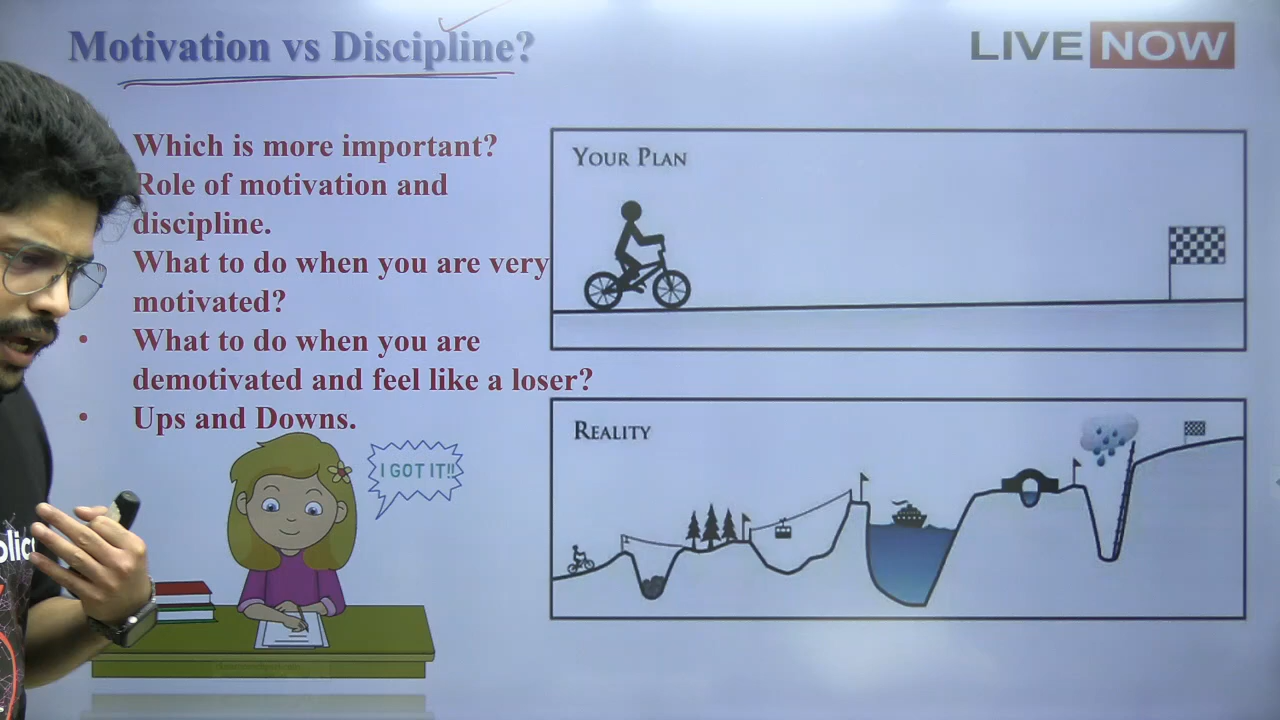 Motivation vs Discipline?
LIVE NOW
Which is more important?
Role of motivation and
discipline.
What to do when you are very
motivated?
• What to do when you are
demotivated and feel like a loser?
• Ups and Downs.
I GOT IT!!
YOUR PLAN
REALITY